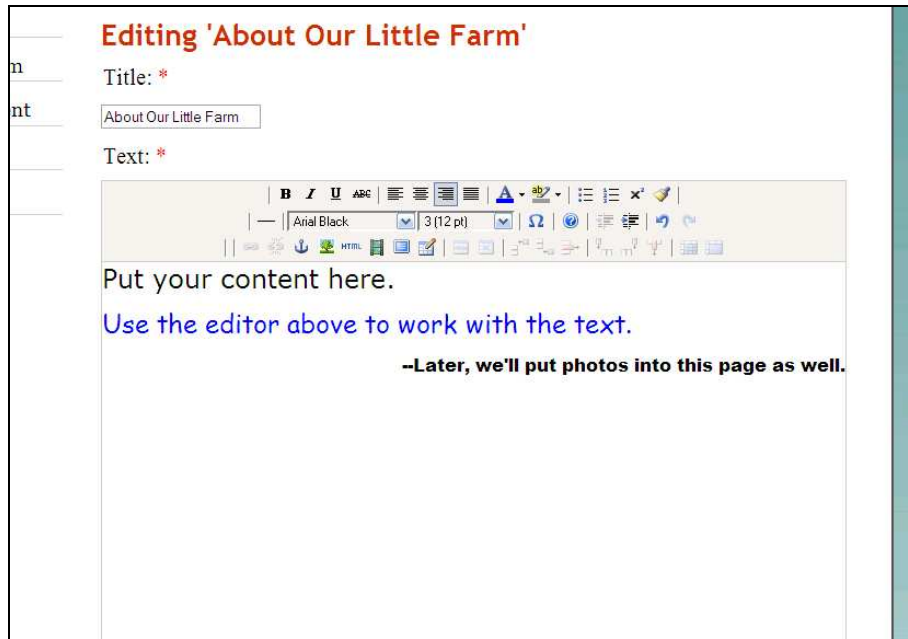 Editing 'About Our Little Farm'
m
Title: *
nt
About Our Little Farm
Text: *
B I U ABC A ab
Arial Black 3 (12 pt) Ω
HTML
Put your content here.
Use the editor above to work with the text.
--Later, we'll put photos into this page as well.